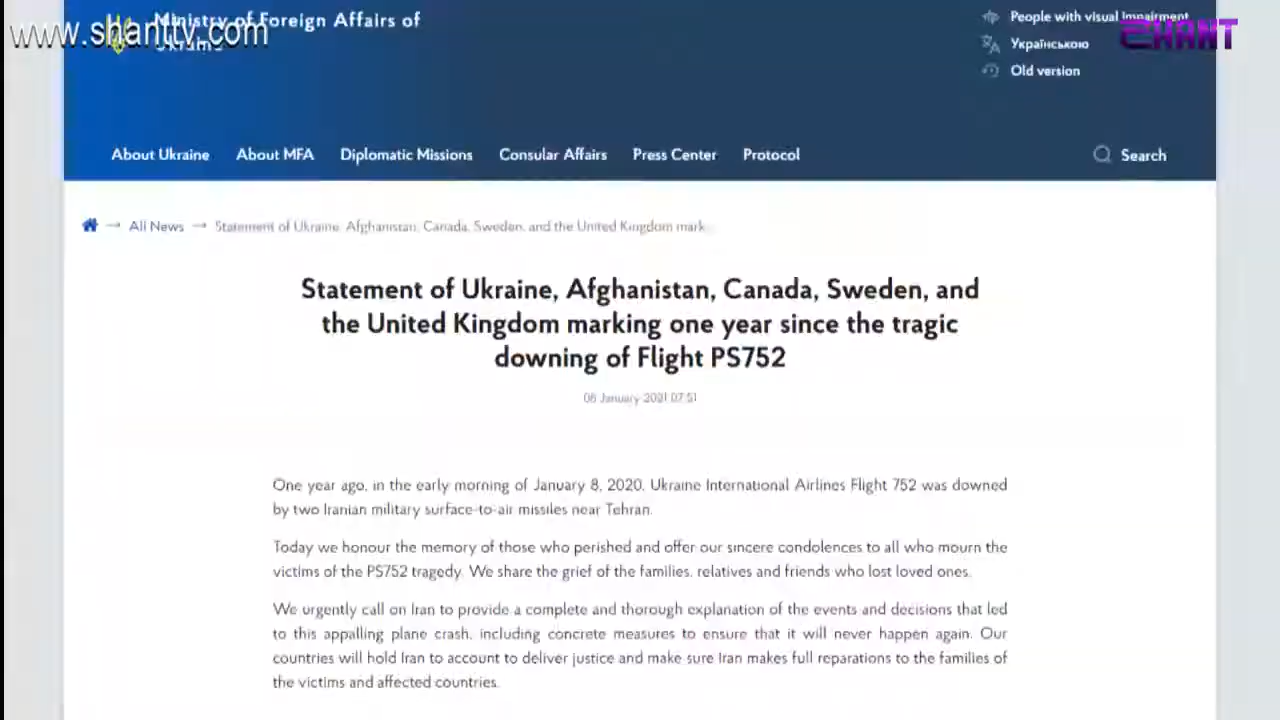 Ministry of Foreign Affairs of
Ukraine
www.shanttv.com
People with visual Impairment
SHANT
Українською
Old version
About Ukraine About MFA Diplomatic Missions Consular Affairs Press Center Protocol Search
→ All News → Statement of Ukraine, Afghanistan, Canada, Sweden, and the United Kingdom mark...
Statement of Ukraine, Afghanistan, Canada, Sweden, and
the United Kingdom marking one year since the tragic
downing of Flight PS752
08 January 2021 07:51
One year ago, in the early morning of January 8, 2020, Ukraine International Airlines Flight 752 was downed
by two Iranian military surface-to-air missiles near Tehran.
Today we honour the memory of those who perished and offer our sincere condolences to all who mourn the
victims of the PS752 tragedy. We share the grief of the families, relatives and friends who lost loved ones.
We urgently call on Iran to provide a complete and thorough explanation of the events and decisions that led
to this appalling plane crash, including concrete measures to ensure that it will never happen again. Our
countries will hold Iran to account to deliver justice and make sure Iran makes full reparations to the families of
the victims and affected countries.